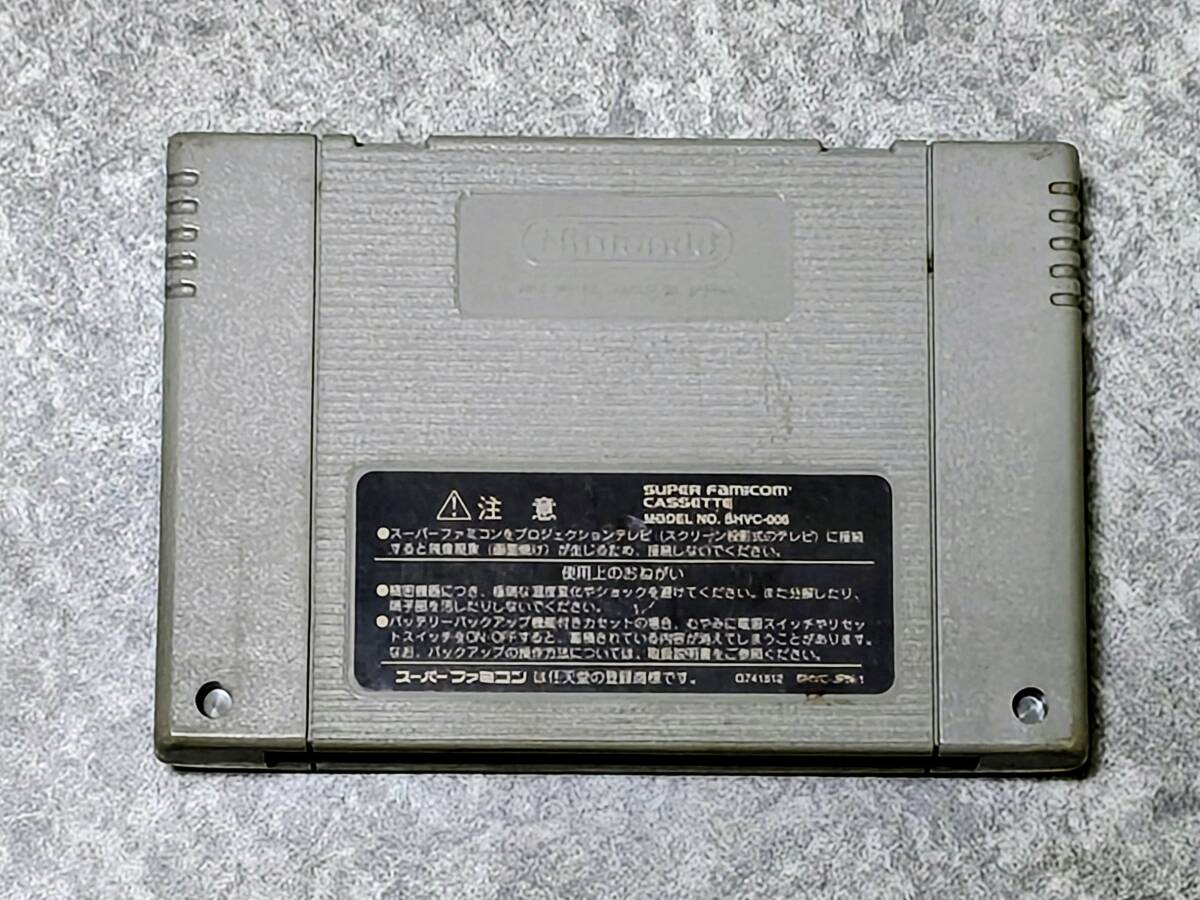 Nintendo
注意
SUPER FAMICOM
CASSETTE
MODEL NO. SHVC-006
●スーパーファミコンをプロジェクションテレビ(スクリーン投影式のテレビ)に接続
すると残像現象(画面焼け)が生じるため、接続しないでください。
使用上のおねがい
●精密機器につき、極端な温度変化やショックを避けてください。また分解したり、
端子部を汚したりしないでください。
●バッテリーバックアップ機能付きカセットの場合、むやみに電源スイッチやリセッ
トスイッチをON/OFFすると、蓄積されている内容が消えてしまうことがあります。
なお、バックアップの操作方法については、取扱説明書をご参照ください。
スーパーファミコンは任天堂の登録商標です。